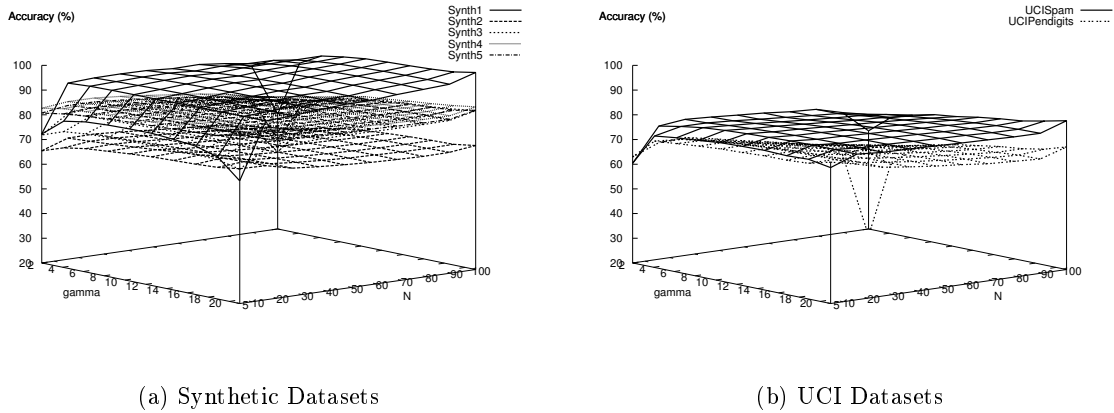 Accuracy (%)
Synth1
Synth2
Synth3
Synth4
Synth5
100
90
80
70
60
50
40
30
20
2 4 6 8 10 12 14 16 18 20
gamma
5 10 20 30 40 50 60 70 80 90 100
N
(a) Synthetic Datasets
Accuracy (%)
UCISpam
UCIPendigits
100
90
80
70
60
50
40
30
20
2 4 6 8 10 12 14 16 18 20
gamma
5 10 20 30 40 50 60 70 80 90 100
N
(b) UCI Datasets